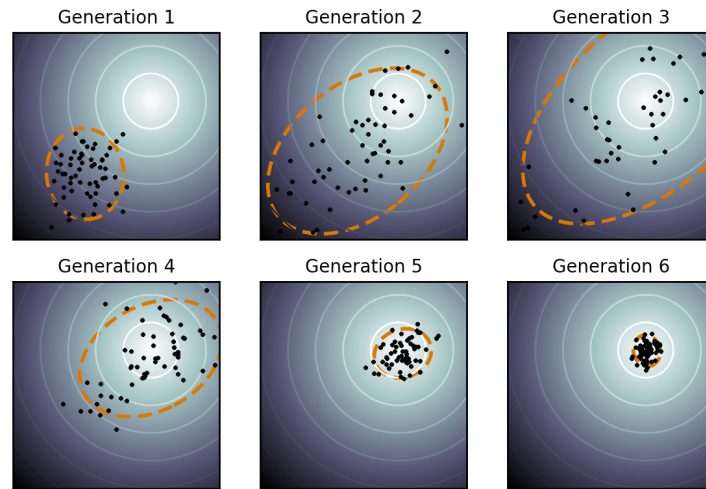 Generation 1
Generation 2
Generation 3
Generation 4
Generation 5
Generation 6